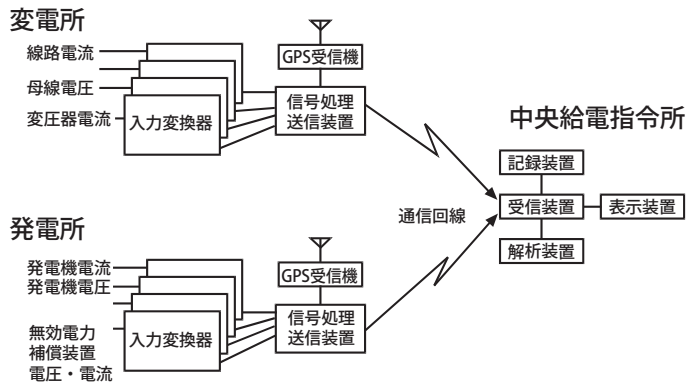 変電所
線路電流
母線電圧
変圧器電流
入力変換器
GPS受信機
信号処理
送信装置
中央給電指令所
記録装置
受信装置
表示装置
解析装置
通信回線
発電所
発電機電流
発電機電圧
無効電力
補償装置
電圧・電流
入力変換器
GPS受信機
信号処理
送信装置